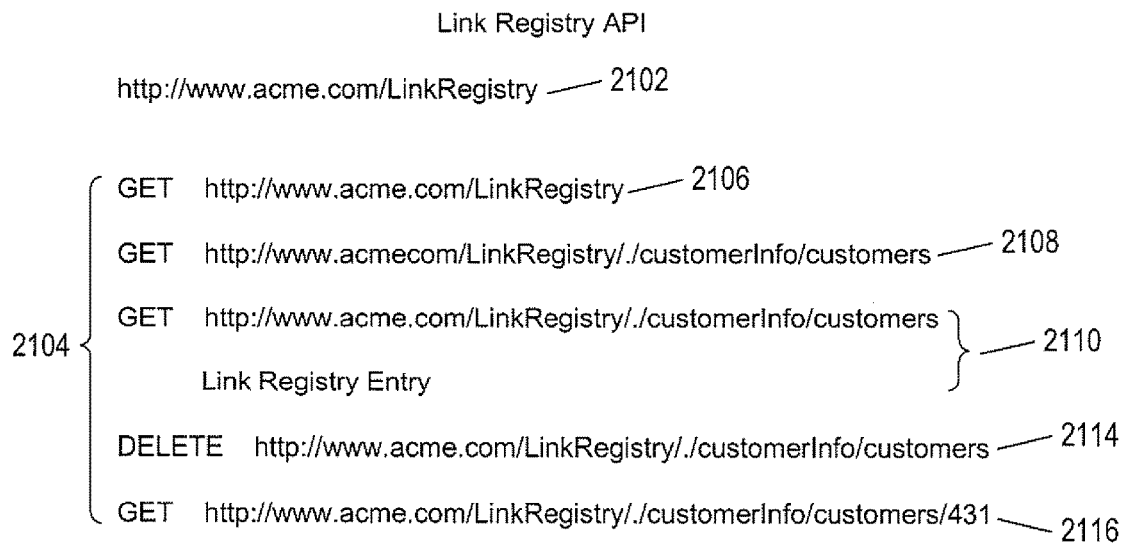 Link Registry API
http://www.acme.com/LinkRegistry 2102
GET http://www.acme.com/LinkRegistry 2106
GET http://www.acmecom/LinkRegistry/./customerInfo/customers 2108
GET http://www.acme.com/LinkRegistry/./customerInfo/customers
2104 2110
Link Registry Entry
DELETE http://www.acme.com/LinkRegistry/./customerInfo/customers 2114
GET http://www.acme.com/LinkRegistry/./customerInfo/customers/431 2116